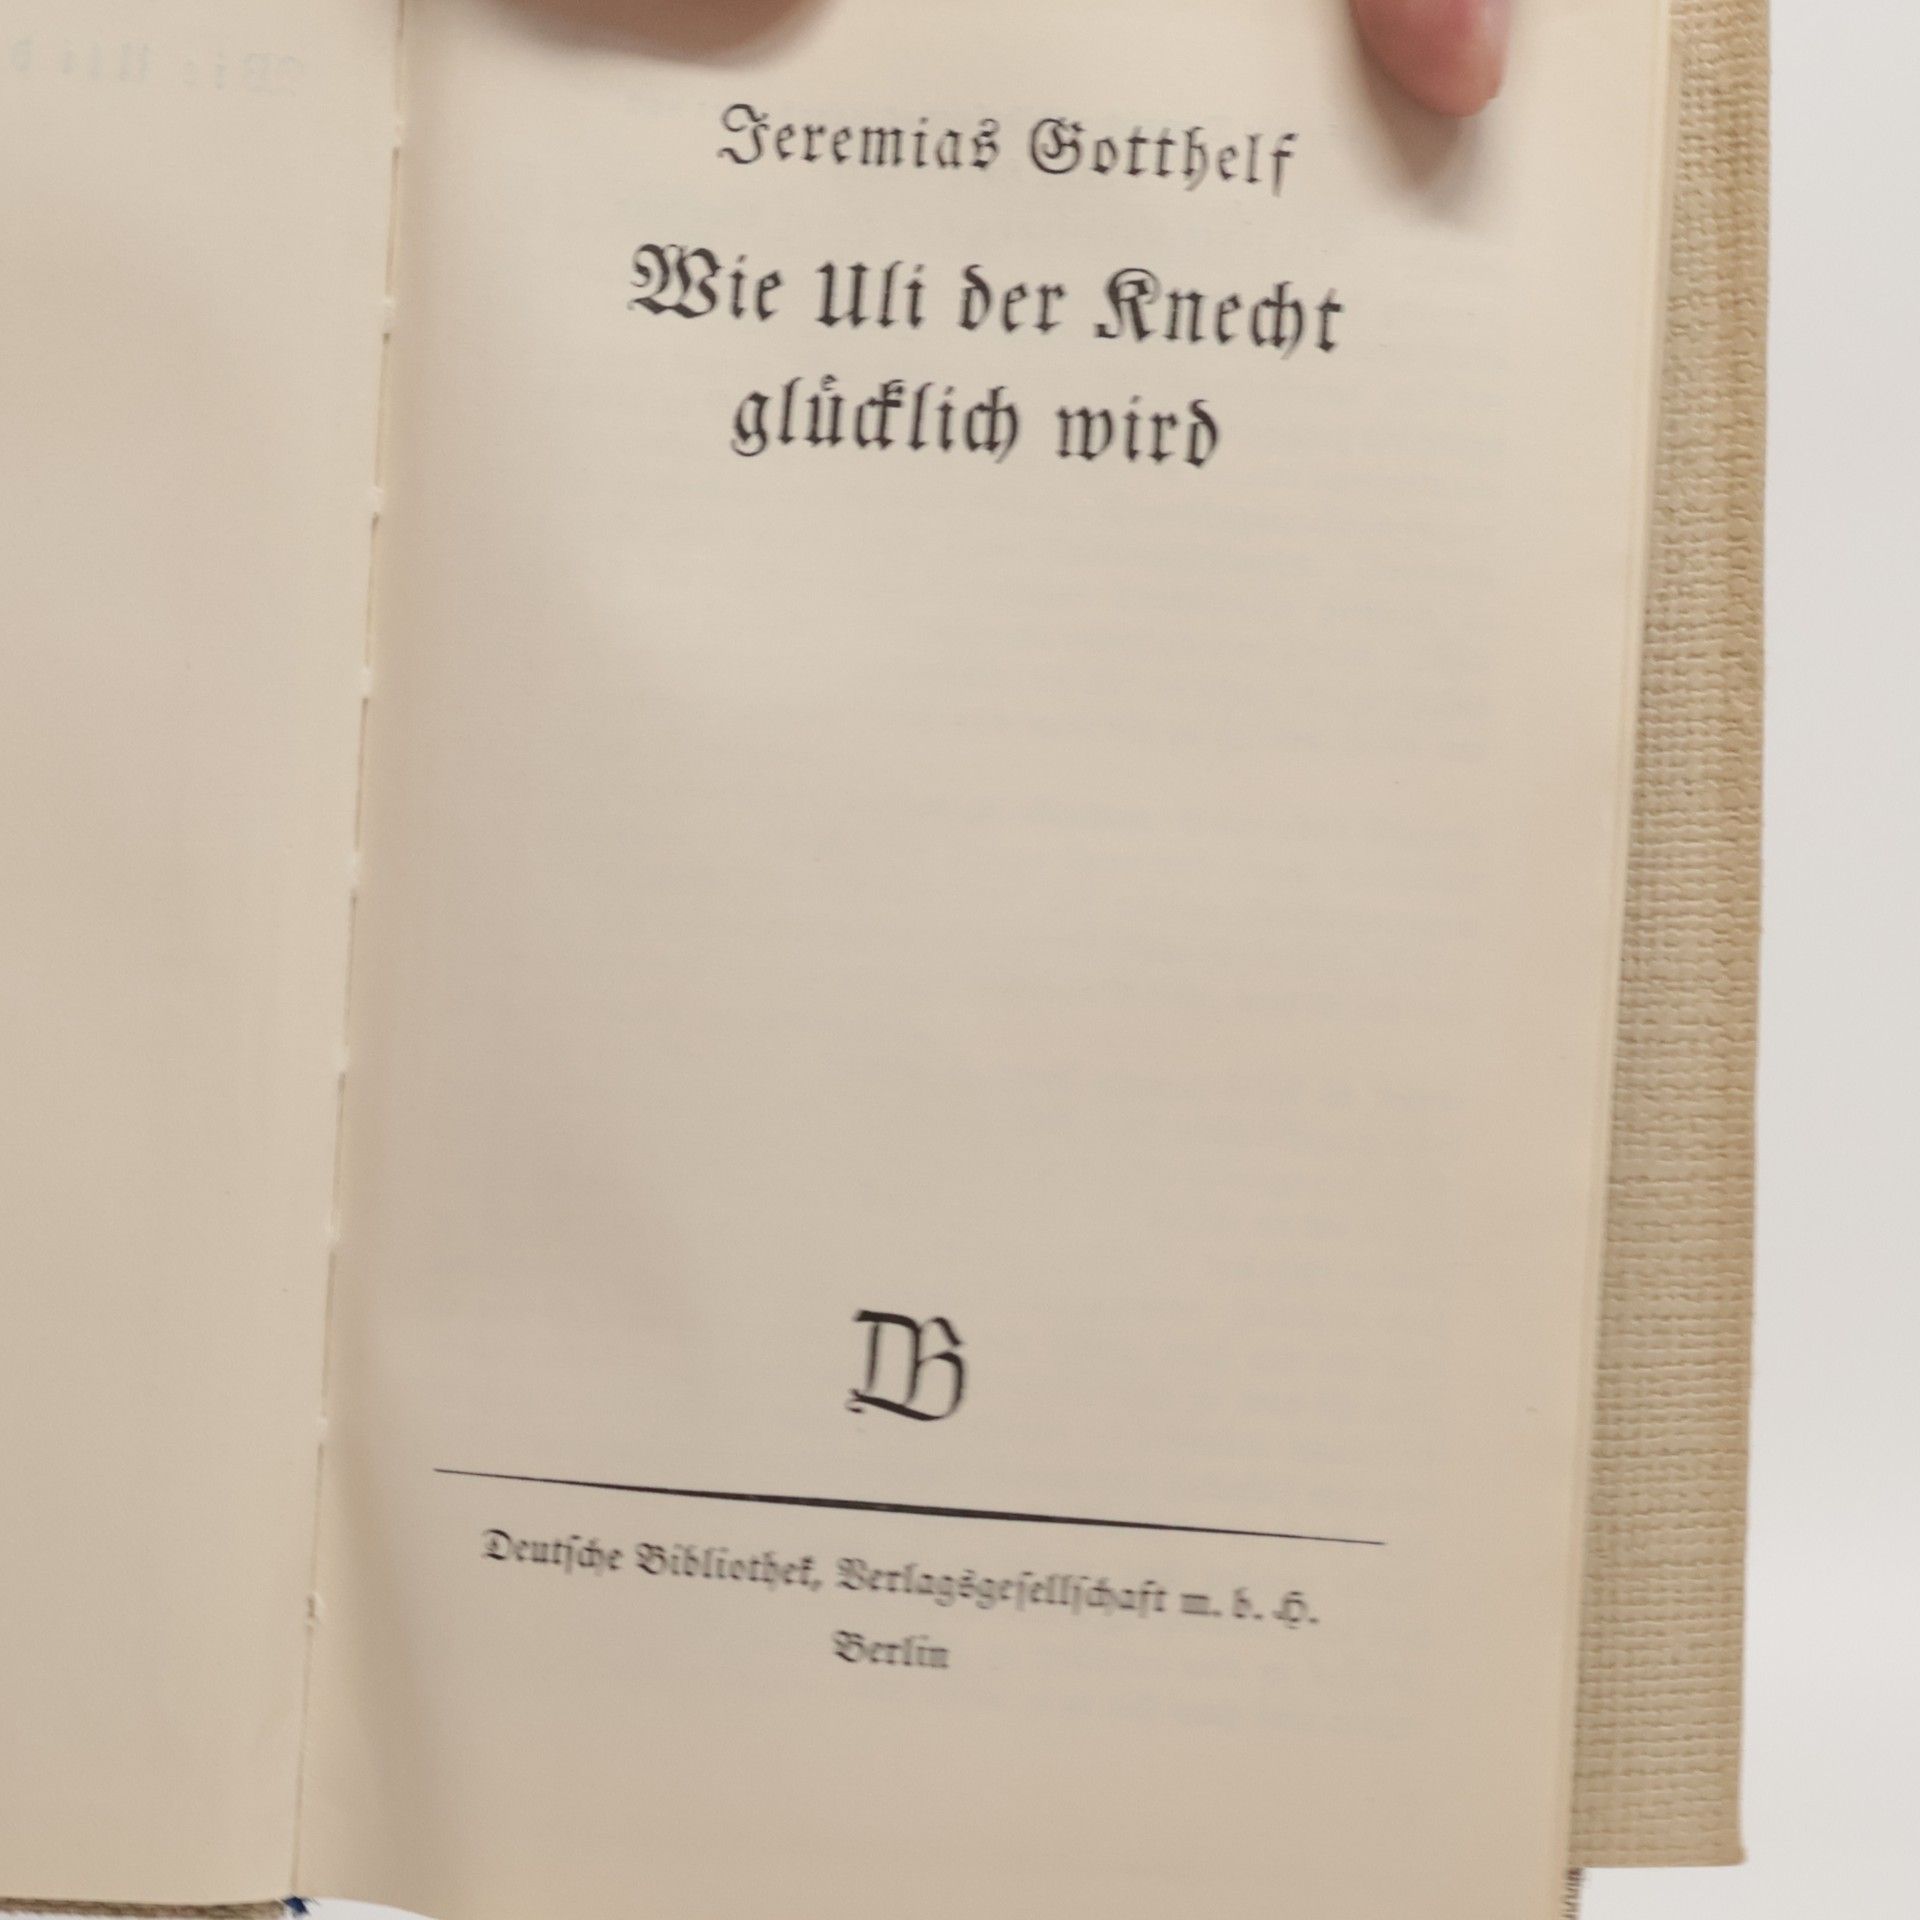 Jeremias Gotthelf
Wie Uli der Knecht
glücklich wird
DB
Deutsche Bibliothek, Verlagsgesellschaft m. b. H.
Berlin